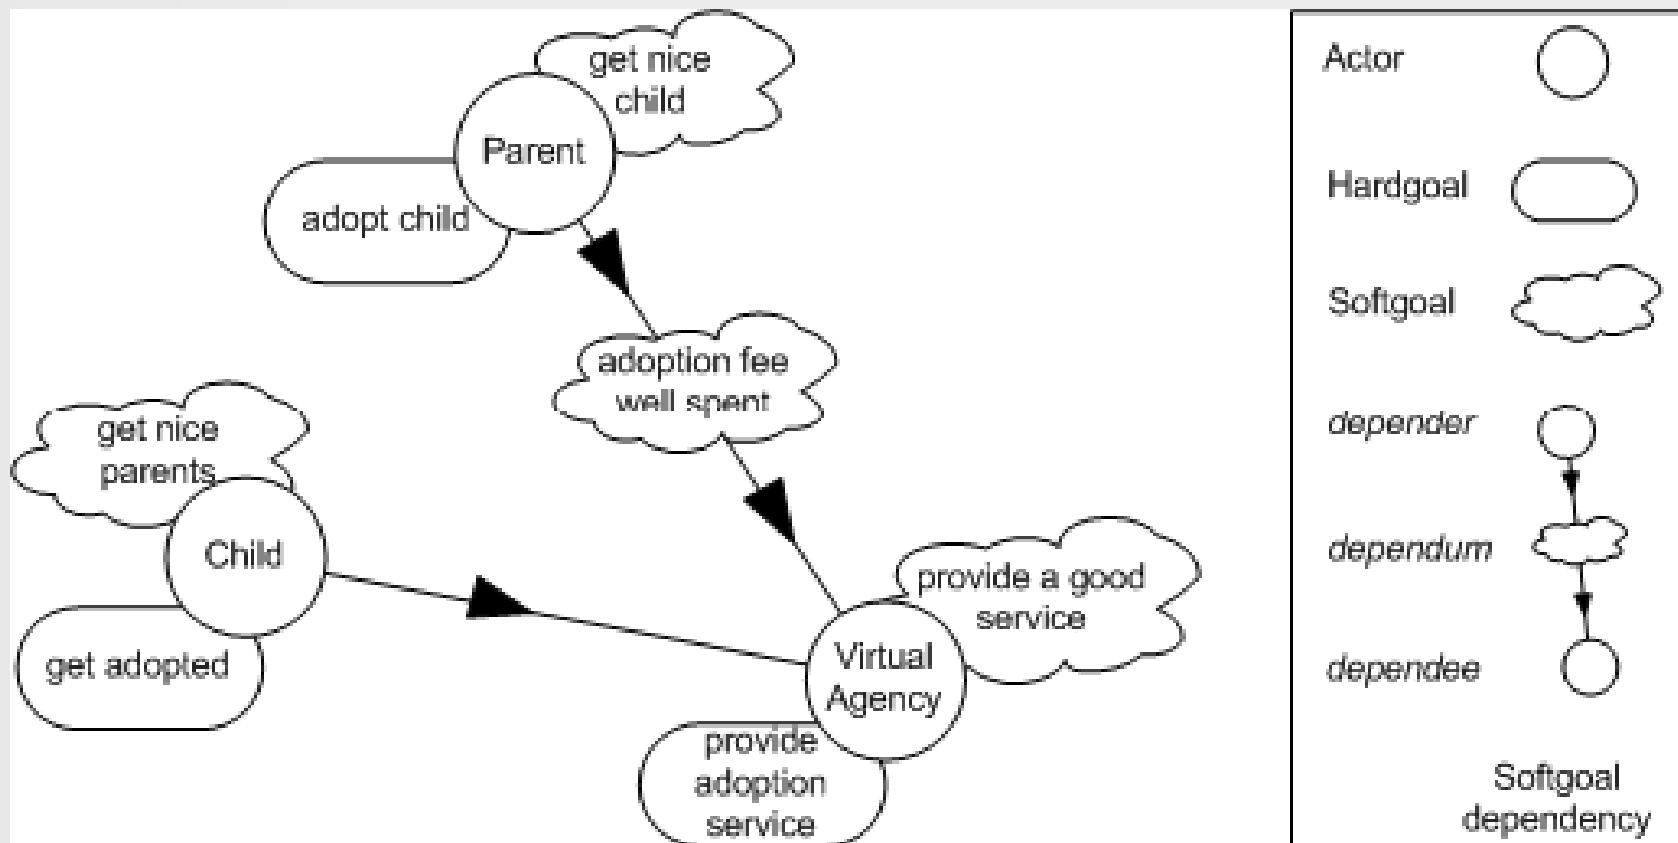 get nice
child
Parent
adopt child
adoption fee
well spent
get nice
parents
Child
get adopted
provide a good
service
Virtual
Agency
provide
adoption
service
Actor
Hardgoal
Softgoal
depender
dependum
dependee
Softgoal
dependency